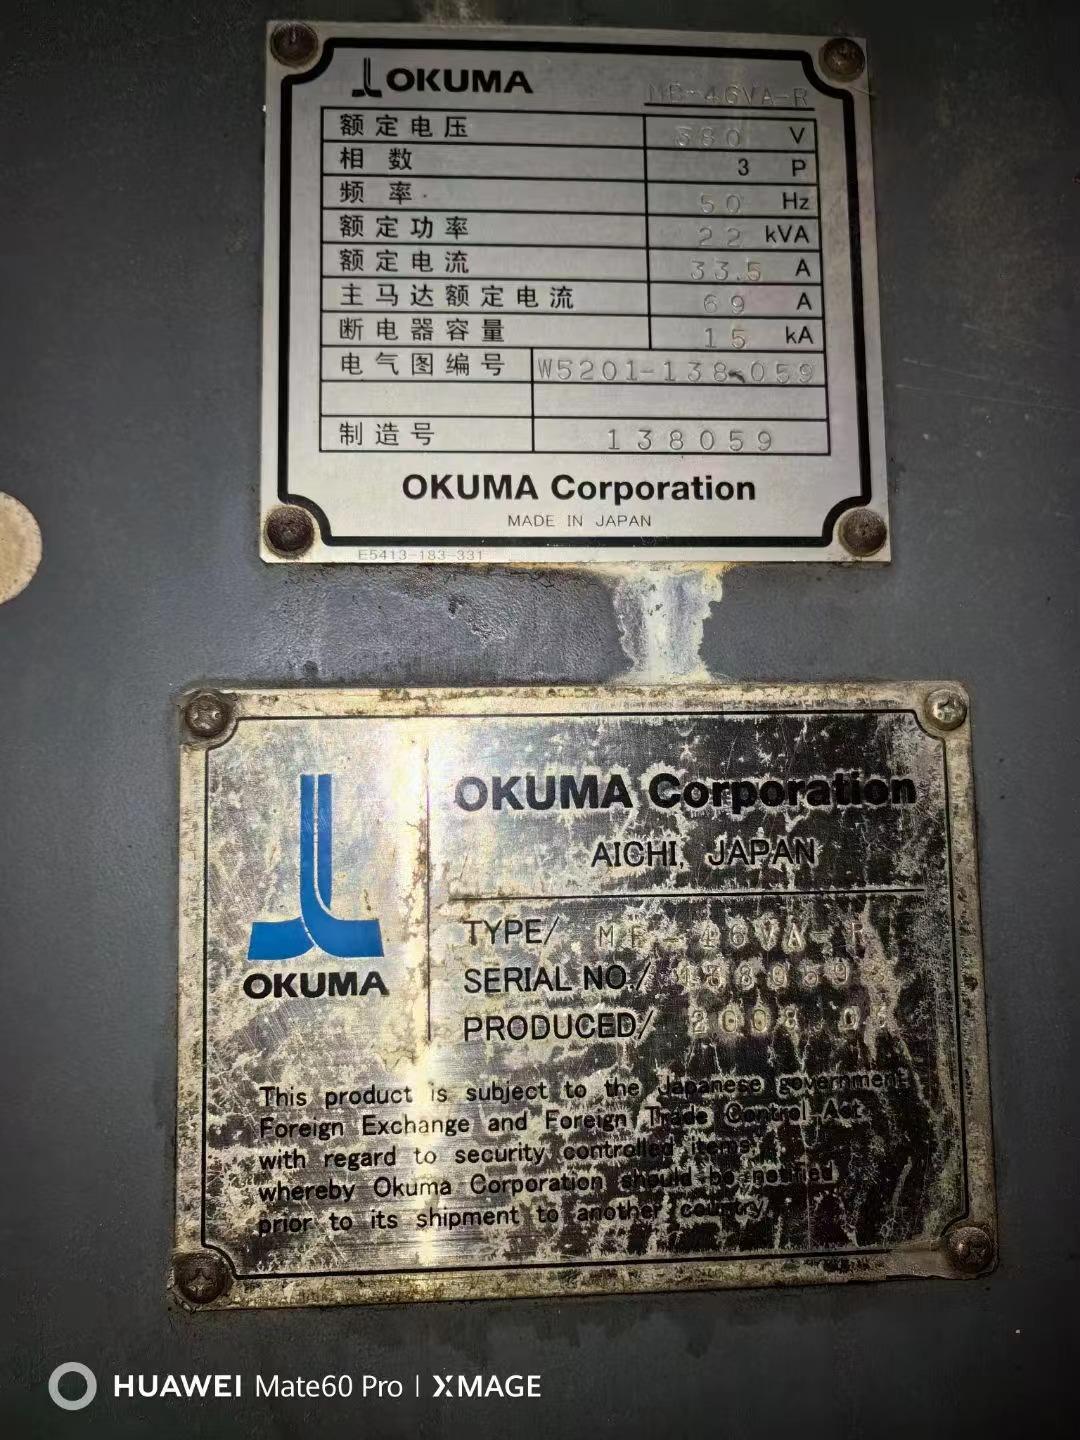 OKUMA
MB-46VA-R
额定电压 380 V
相数 3 P
频率 50 Hz
额定功率 22 kVA
额定电流 33.5 A
主马达额定电流 69 A
断电器容量 15 kA
电气图编号 W5201-138-059
制造号 138059
OKUMA Corporation
MADE IN JAPAN
E5413-183-331
OKUMA
OKUMA Corporation
AICHI, JAPAN
TYPE/ MB-46VA-R
SERIAL NO./ 138059
PRODUCED/ 2008.
This product is subject to the Japanese government
Foreign Exchange and Foreign Trade Control Act
with regard to security controlled items,
whereby Okuma Corporation should be notified
prior to its shipment to another country.
HUAWEI Mate60 Pro | XMAGE